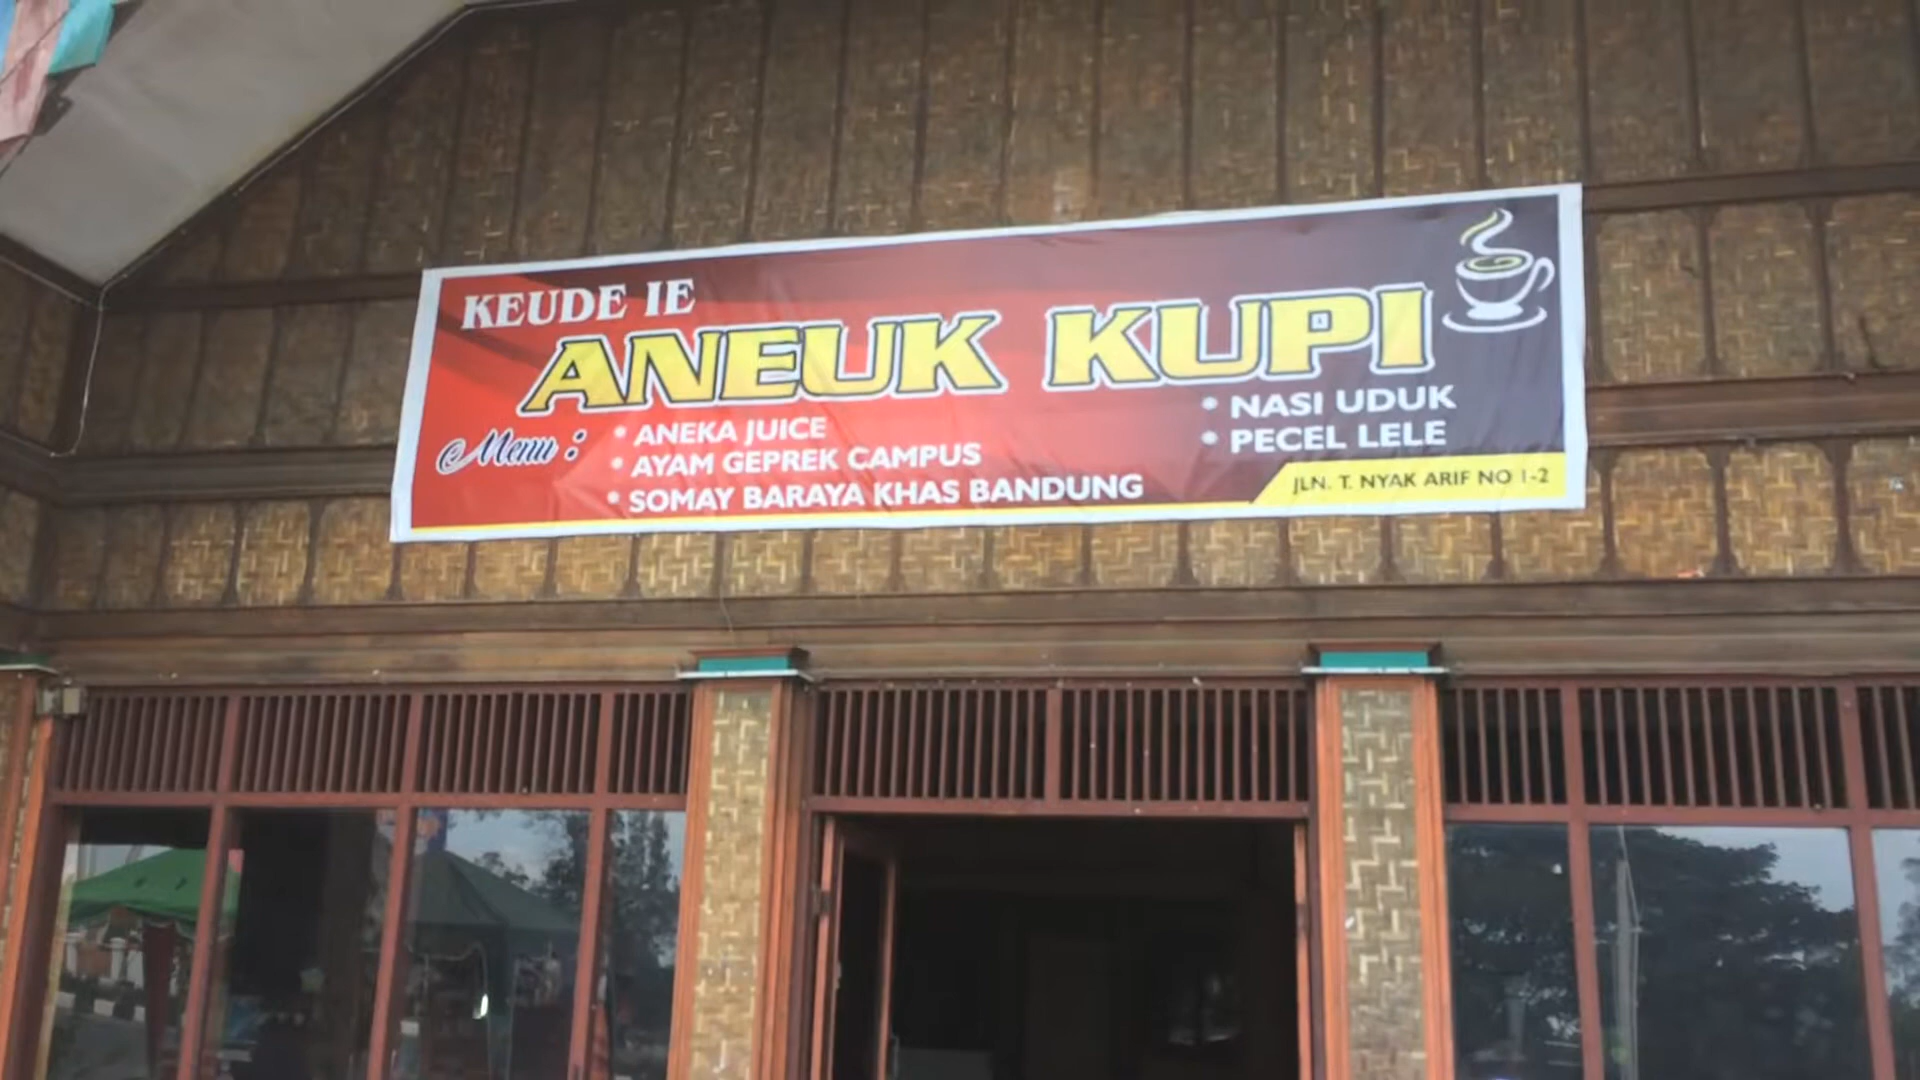 KEUDE IE
ANEUK KUPI
Menu :
• ANEKA JUICE
• AYAM GEPREK CAMPUS
• SOMAY BARAYA KHAS BANDUNG
• NASI UDUK
• PECEL LELE
JLN. T. NYAK ARIF NO 1-2